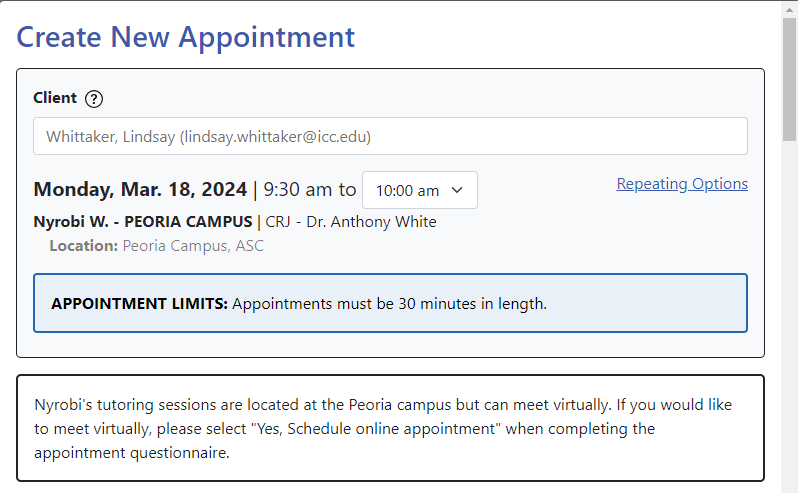 Create New Appointment
Client ?
Whittaker, Lindsay (lindsay.whittaker@icc.edu)
Monday, Mar. 18, 2024 | 9:30 am to 10:00 am Repeating Options
Nyrobi W. - PEORIA CAMPUS | CRJ - Dr. Anthony White
Location: Peoria Campus, ASC
APPOINTMENT LIMITS: Appointments must be 30 minutes in length.
Nyrobi's tutoring sessions are located at the Peoria campus but can meet virtually. If you would like
to meet virtually, please select "Yes, Schedule online appointment" when completing the
appointment questionnaire.